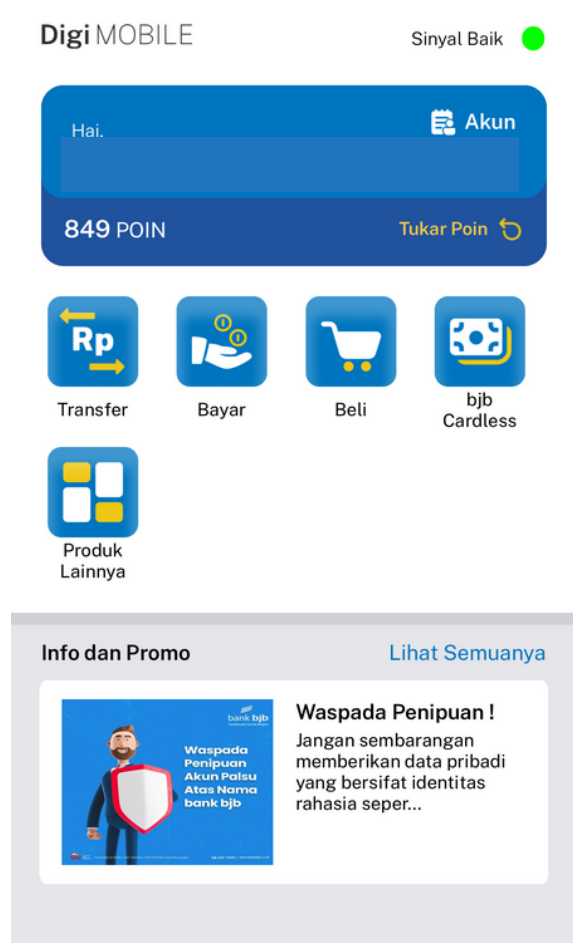 Digi MOBILE
Sinyal Baik
Hai,
Akun
849 POIN
Tukar Poin
Rp
Transfer
Bayar
Beli
bjb
Cardless
Produk
Lainnya
Info dan Promo
Lihat Semuanya
bank bjb
Waspada
Penipuan
Akun Palsu
Atas Nama
bank bjb
Waspada Penipuan !
Jangan sembarangan
memberikan data pribadi
yang bersifat identitas
rahasia seper...